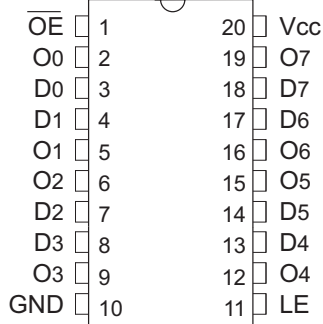 O̅E̅ 1 20 Vcc
O0 2 19 O7
D0 3 18 D7
D1 4 17 D6
O1 5 16 O6
O2 6 15 O5
D2 7 14 D5
D3 8 13 D4
O3 9 12 O4
GND 10 11 LE